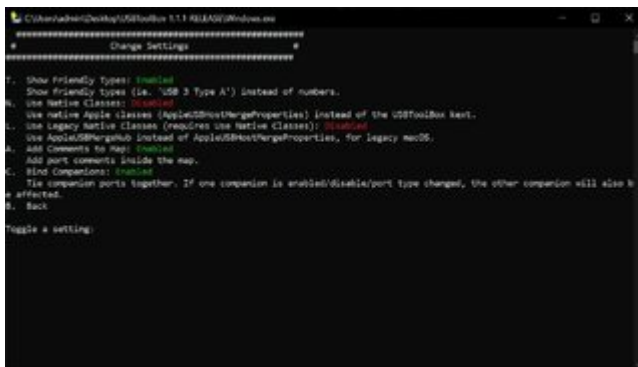 C:\Users\admin\Desktop\USBToolBox 1.1.1 RELEASE\Windows.exe
################################################
# Change Settings #
################################################
T. Show Friendly Types: Enabled
Show friendly types (ie. 'USB 3 Type A') instead of numbers.
N. Use Native Classes: Disabled
Use native Apple classes (AppleUSBHostMergeProperties) instead of the USBToolBox kext.
L. Use Legacy Native Classes (requires Use Native Classes): Disabled
Use AppleUSBMergeNub instead of AppleUSBHostMergeProperties, for legacy macOS.
A. Add Comments to Map: Enabled
Add port comments inside the map.
C. Bind Companions: Enabled
Tie companion ports together. If one companion is enabled/disable/port type changed, the other companion will also b
e affected.
B. Back
Toggle a setting: